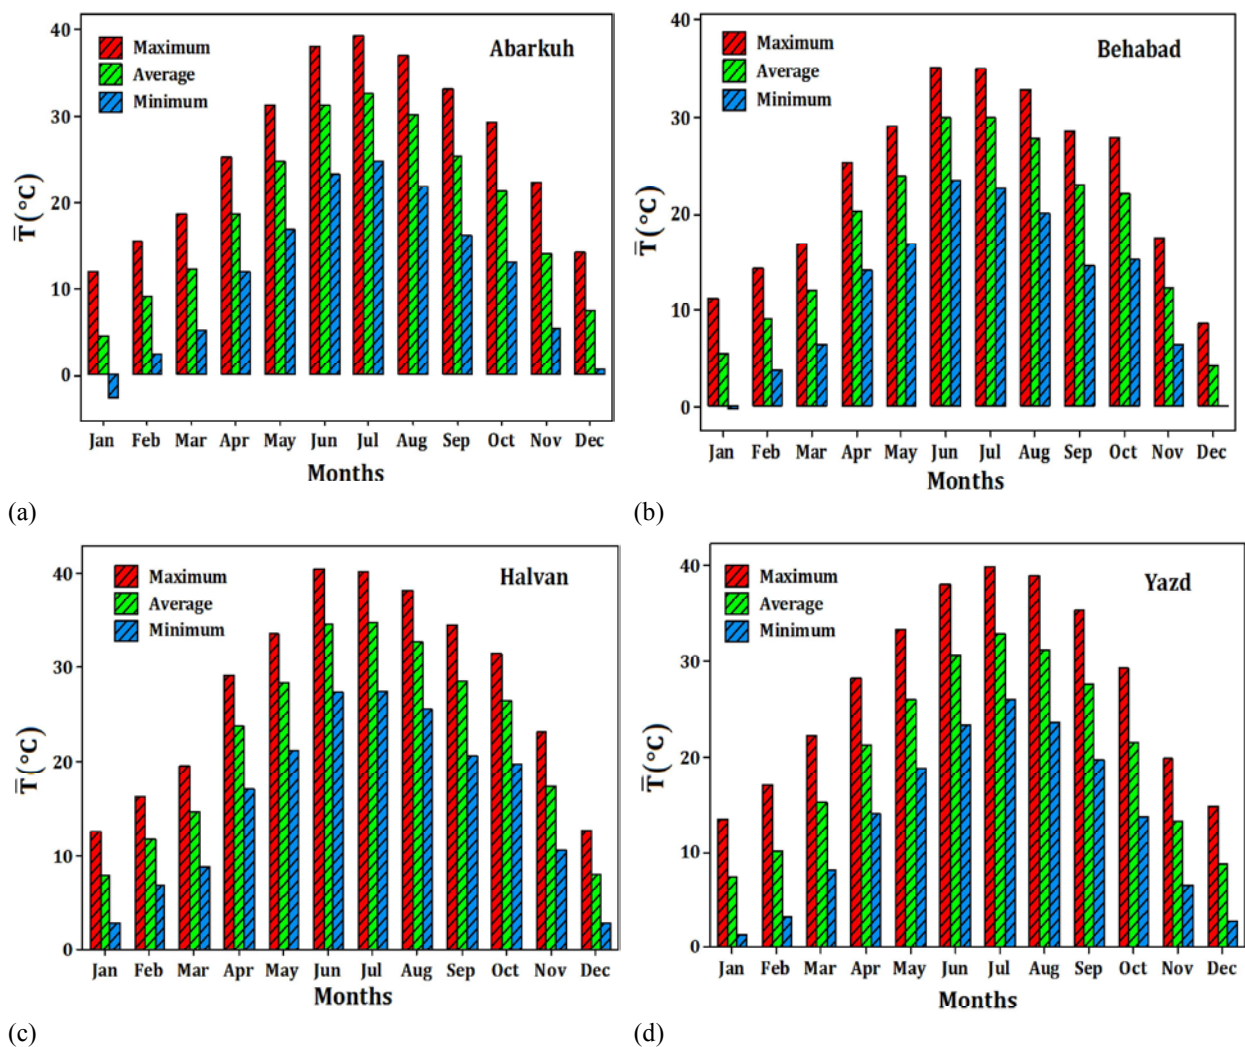 Abarkuh
Maximum
Average
Minimum
T̅(°C)
40
30
20
10
0
Jan Feb Mar Apr May Jun Jul Aug Sep Oct Nov Dec
Months
(a)
Behabad
Maximum
Average
Minimum
T̅(°C)
40
30
20
10
0
Jan Feb Mar Apr May Jun Jul Aug Sep Oct Nov Dec
Months
(b)
Halvan
Maximum
Average
Minimum
T̅(°C)
40
30
20
10
0
Jan Feb Mar Apr May Jun Jul Aug Sep Oct Nov Dec
Months
(c)
Yazd
Maximum
Average
Minimum
T̅(°C)
40
30
20
10
0
Jan Feb Mar Apr May Jun Jul Aug Sep Oct Nov Dec
Months
(d)